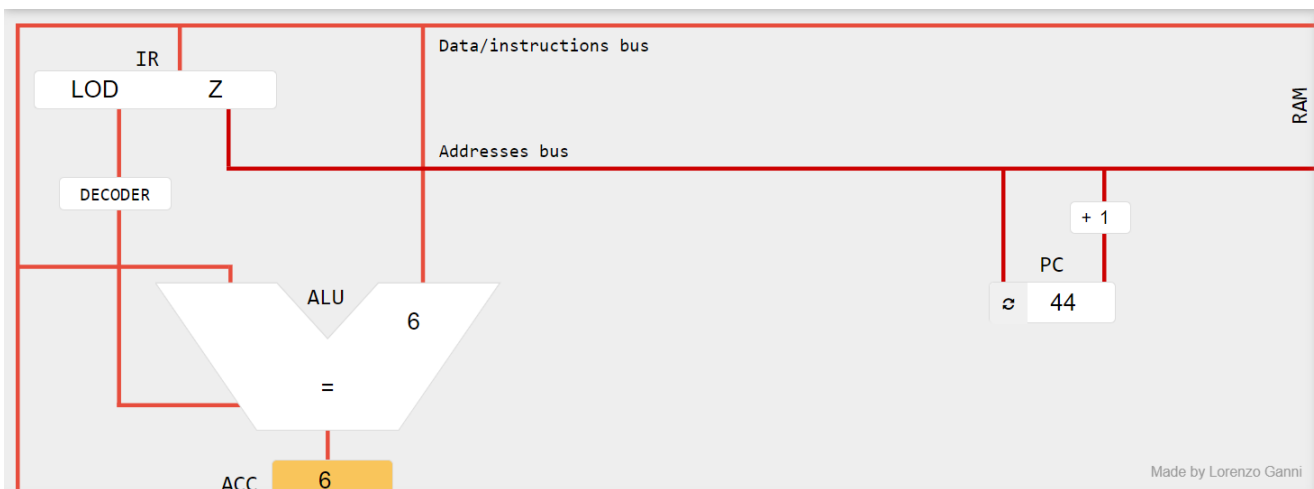 Data/instructions bus
IR
LOD Z
RAM
Addresses bus
DECODER
+ 1
PC
44
ALU
6
=
ACC 6
Made by Lorenzo Ganni